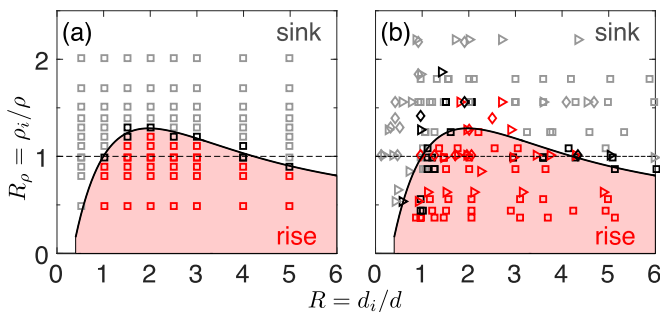 (a) sink
(b) sink
2
1
0
R_ρ = ρ_i/ρ
rise
rise
0 1 2 3 4 5 6
0 1 2 3 4 5 6
R = d_i/d